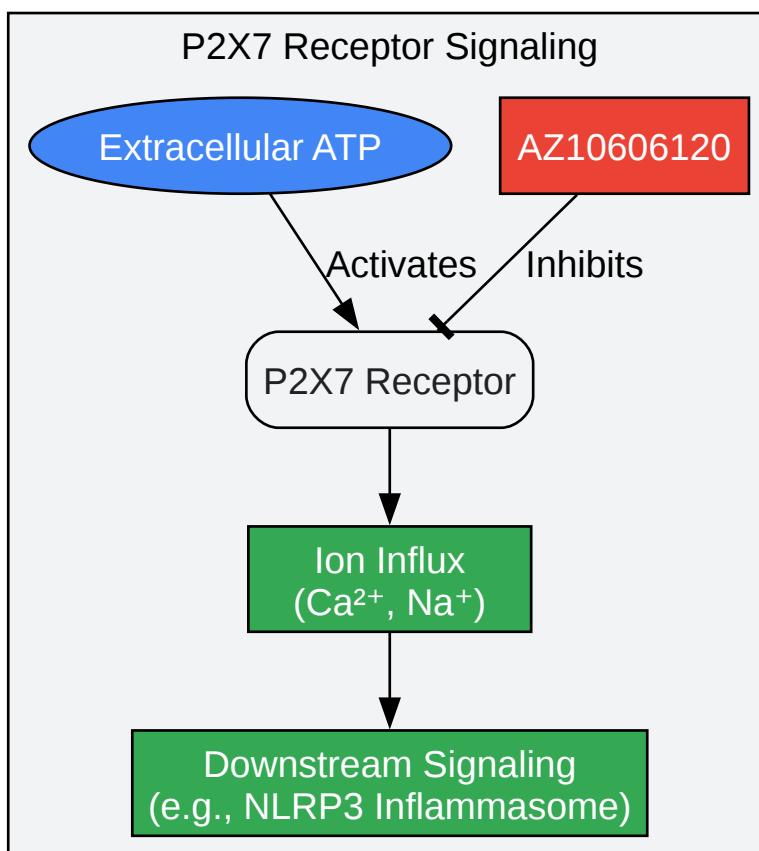 P2X7 Receptor Signaling
Extracellular ATP
AZ10606120
Activates
Inhibits
P2X7 Receptor
Ion Influx
(Ca²⁺, Na⁺)
Downstream Signaling
(e.g., NLRP3 Inflammasome)